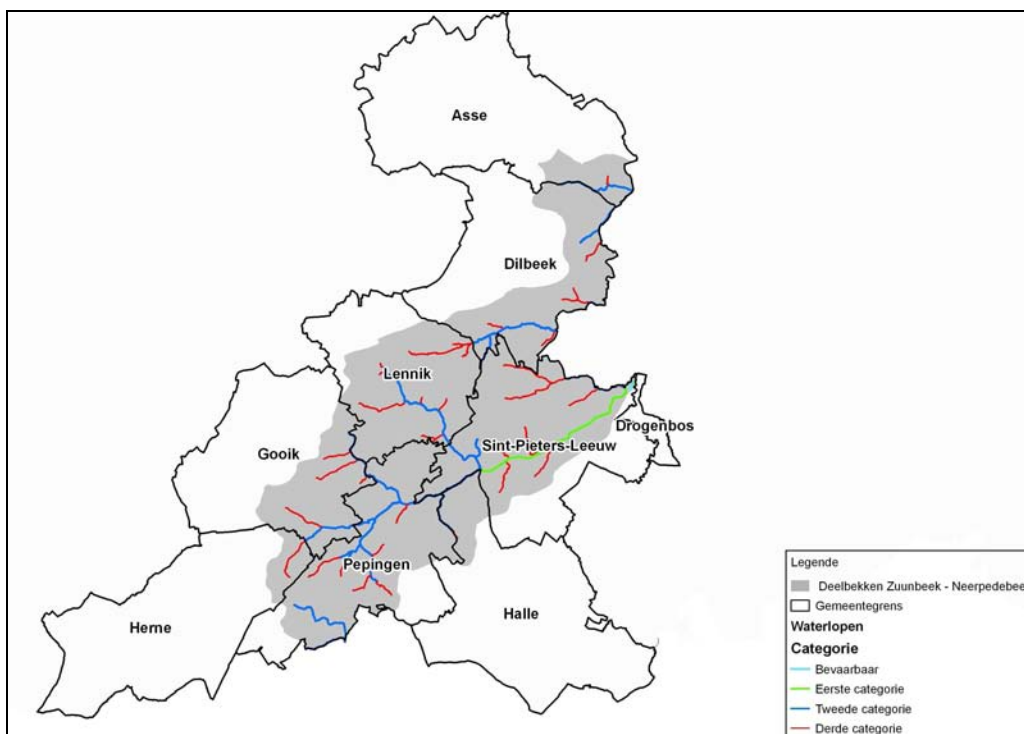 Asse
Dilbeek
Lennik
Drogenbos
Sint-Pieters-Leeuw
Gooik
Pepingen
Halle
Herne
Legende
Deelbekken Zuunbeek - Neerpedebee
Gemeentegrens
Waterlopen
Categorie
Bevaarbaar
Eerste categorie
Tweede categorie
Derde categorie